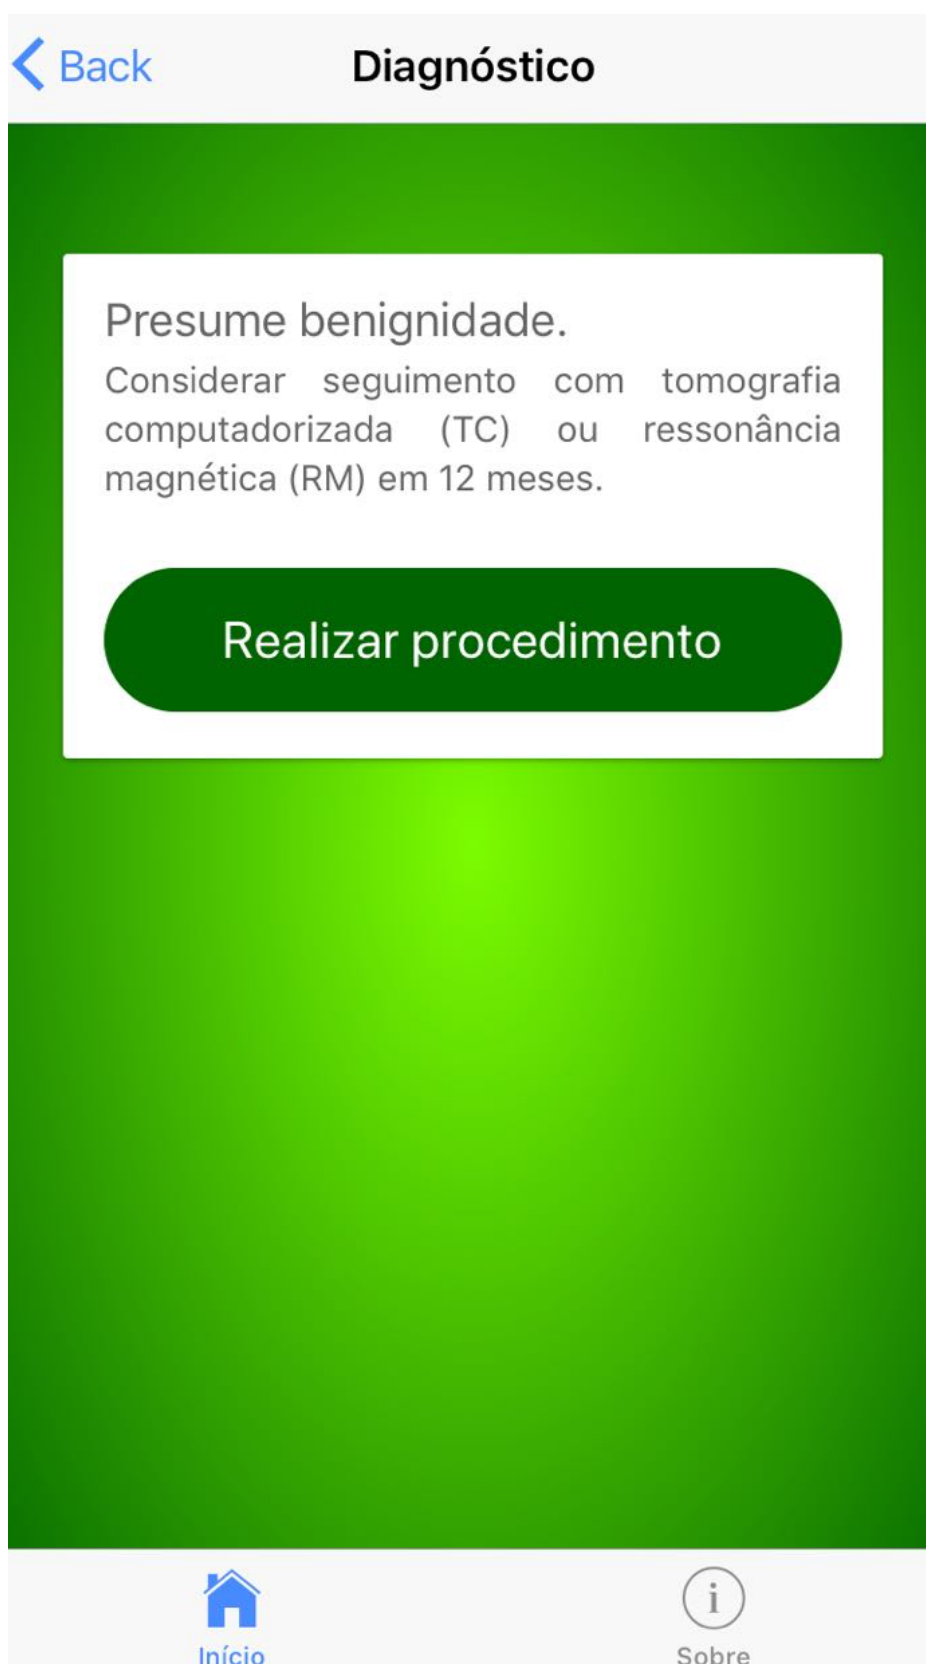 Back
Diagnóstico
Presume benignidade.
Considerar seguimento com tomografia
computadorizada (TC) ou ressonância
magnética (RM) em 12 meses.
Realizar procedimento
Início
Sobre